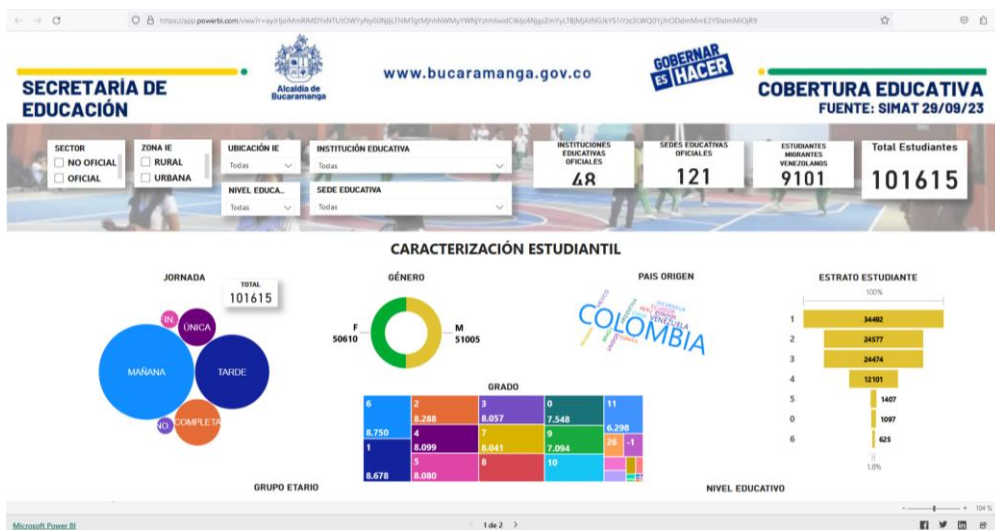 SECRETARÍA DE
EDUCACIÓN
Alcaldía de
Bucaramanga
www.bucaramanga.gov.co
GOBERNAR
ES HACER
COBERTURA EDUCATIVA
FUENTE: SIMAT 29/09/23
SECTOR
NO OFICIAL
OFICIAL
ZONA IE
RURAL
URBANA
UBICACIÓN IE
Todas
NIVEL EDUCA..
Todas
INSTITUCIÓN EDUCATIVA
Todas
SEDE EDUCATIVA
Todas
INSTITUCIONES
EDUCATIVAS
OFICIALES
48
SEDES EDUCATIVAS
OFICIALES
121
ESTUDIANTES
MIGRANTES
VENEZOLANOS
9101
Total Estudiantes
101615
CARACTERIZACIÓN ESTUDIANTIL
JORNADA
TOTAL
101615
IN.
ÚNICA
MAÑANA
TARDE
NO
COMPLETA
GÉNERO
F
50610
M
51005
PAIS ORIGEN
COLOMBIA
VENEZUELA
NICARAGUA
ESTRATO ESTUDIANTE
100%
1 34492
2 24577
3 24474
4 12101
5 1407
0 1097
6 625
1,8%
GRADO
6
8.750
1
8.678
2
8.288
4
8.099
5
8.080
3
8.057
7
8.041
8
0
7.548
9
7.094
10
11
6.298
26
-1
GRUPO ETARIO
NIVEL EDUCATIVO
104 %
Microsoft Power BI
1 de 2